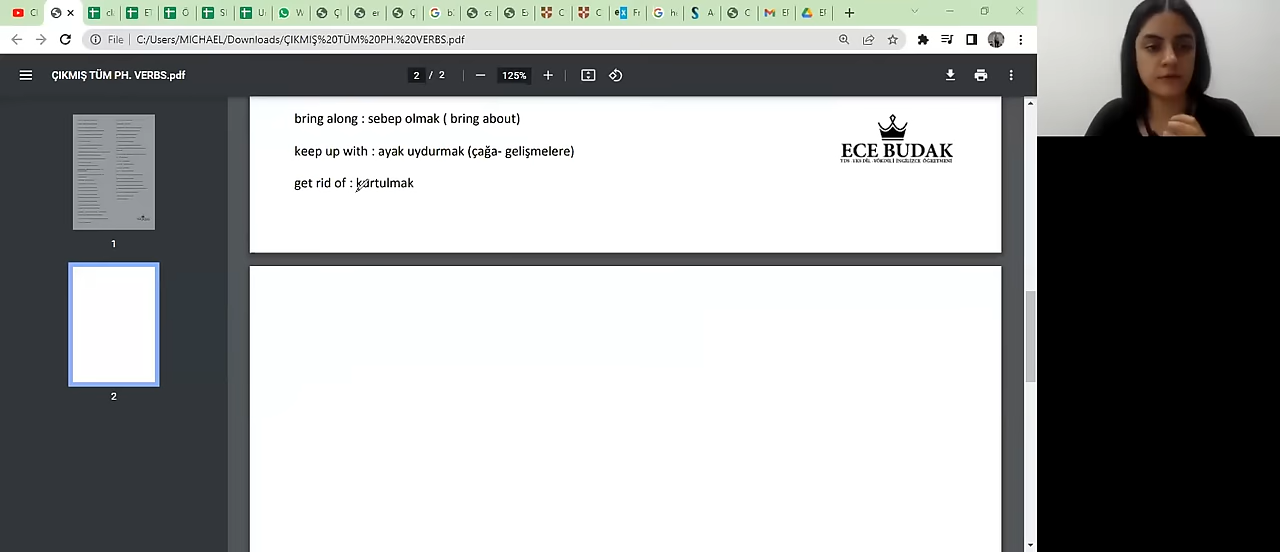 File
C:/Users/MICHAEL/Downloads/ÇIKMIŞ%20TÜM%20PH.%20VERBS.pdf
ÇIKMIŞ TÜM PH. VERBS.pdf
2 / 2
125%
bring along : sebep olmak ( bring about)
keep up with : ayak uydurmak (çağa- gelişmelere)
get rid of : kurtulmak
ECE BUDAK
1
2